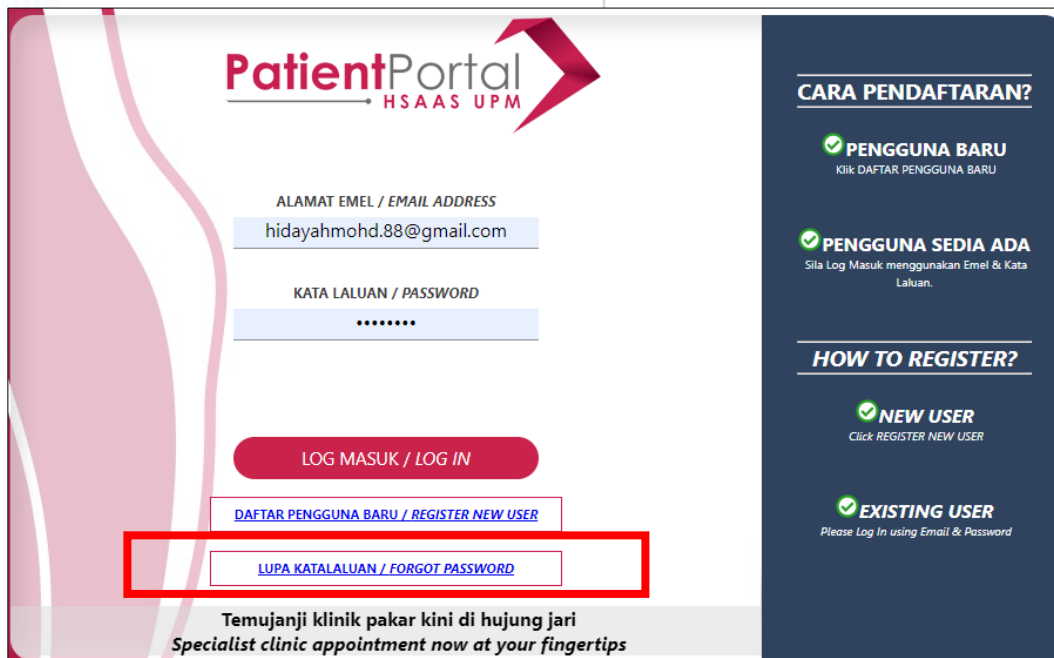 PatientPortal
HSAAS UPM
ALAMAT EMEL / EMAIL ADDRESS
hidayahmohd.88@gmail.com
KATA LALUAN / PASSWORD
••••••••
LOG MASUK / LOG IN
DAFTAR PENGGUNA BARU / REGISTER NEW USER
LUPA KATALALUAN / FORGOT PASSWORD
Temujanji klinik pakar kini di hujung jari
Specialist clinic appointment now at your fingertips
CARA PENDAFTARAN?
PENGGUNA BARU
Klik DAFTAR PENGGUNA BARU
PENGGUNA SEDIA ADA
Sila Log Masuk menggunakan Emel & Kata
Laluan.
HOW TO REGISTER?
NEW USER
Click REGISTER NEW USER
EXISTING USER
Please Log In using Email & Password